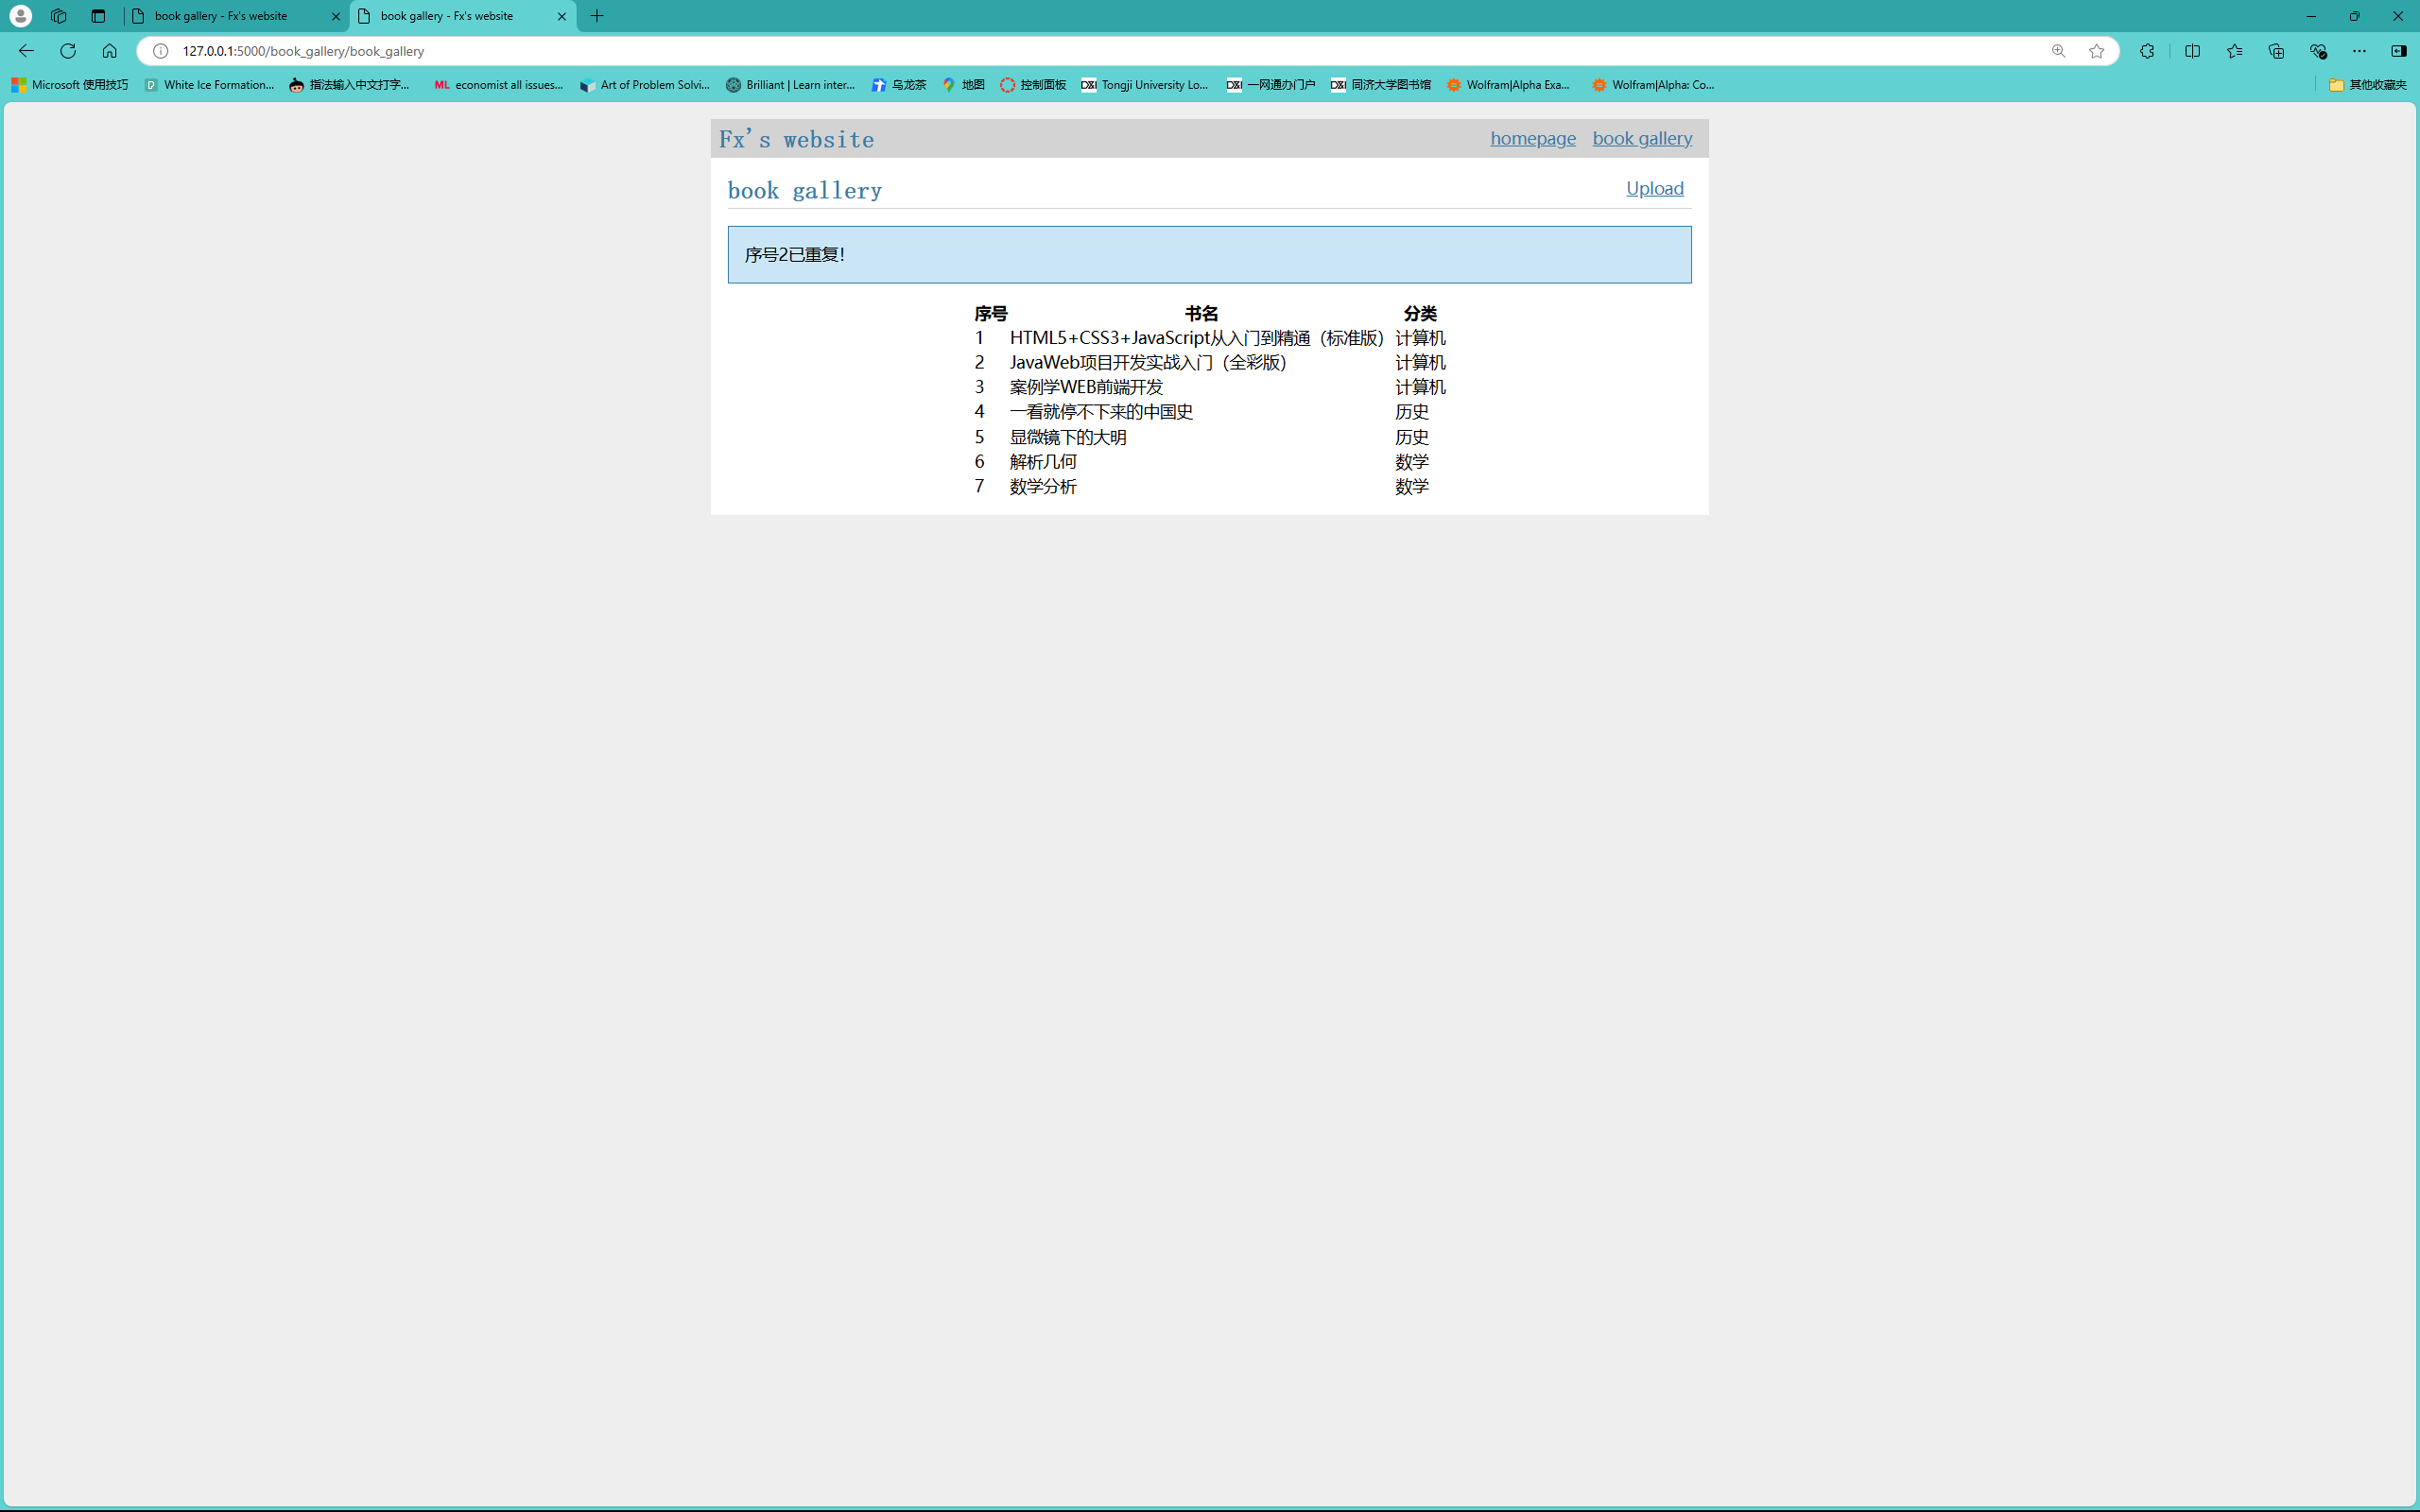 book gallery - Fx's website
book gallery - Fx's website
127.0.0.1:5000/book_gallery/book_gallery
Microsoft 使用技巧
White Ice Formation...
指法输入中文打字...
ML economist all issues...
Art of Problem Solvi...
Brilliant | Learn inter...
乌龙茶
地图
控制面板
Tongji University Lo...
一网通办门户
同济大学图书馆
Wolfram|Alpha Exa...
Wolfram|Alpha: Co...
其他收藏夹
Fx's website
homepage book gallery
book gallery
Upload
序号2已重复!
序号 书名 分类
1 HTML5+CSS3+JavaScript从入门到精通（标准版） 计算机
2 JavaWeb项目开发实战入门（全彩版） 计算机
3 案例学WEB前端开发 计算机
4 一看就停不下来的中国史 历史
5 显微镜下的大明 历史
6 解析几何 数学
7 数学分析 数学